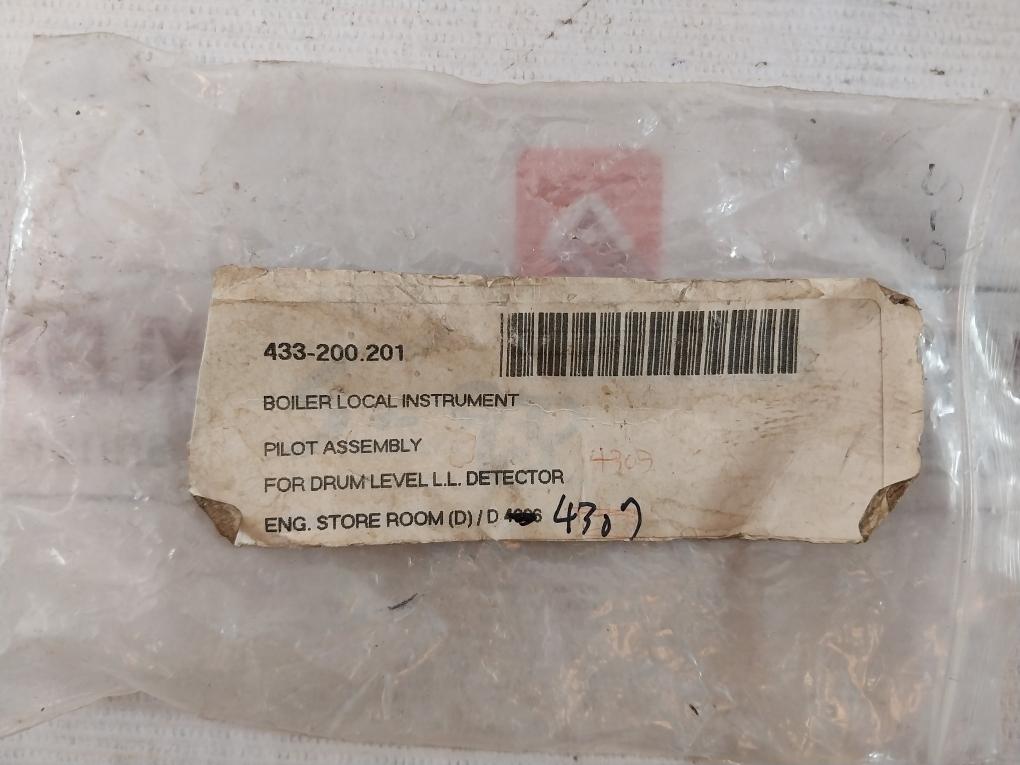 433-200.201
BOILER LOCAL INSTRUMENT
PILOT ASSEMBLY
FOR DRUM LEVEL L.L. DETECTOR
ENG. STORE ROOM (D) / D 4307